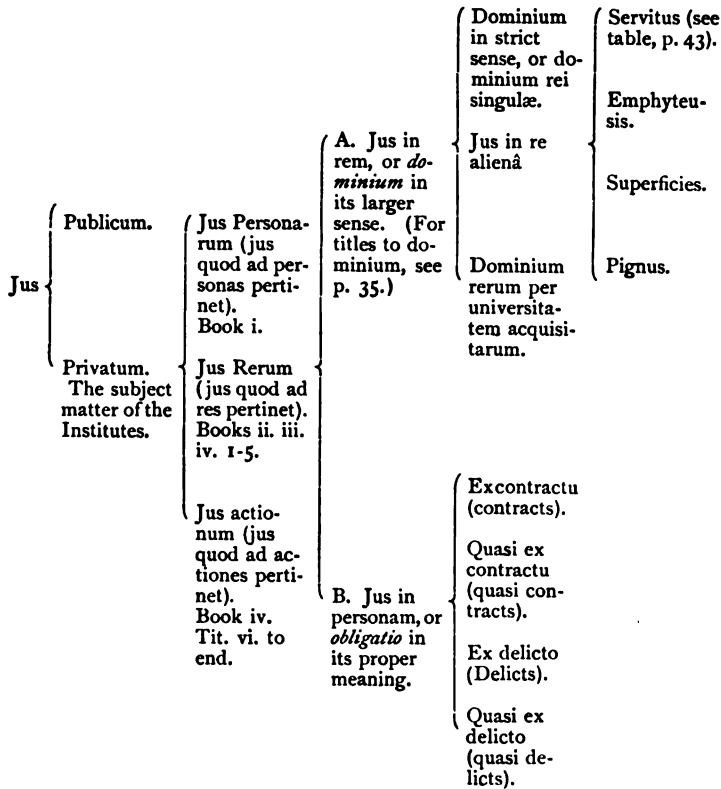 Jus
Publicum.
Privatum.
The subject
matter of the
Institutes.
Jus Persona-
rum (jus
quod ad per-
sonas perti-
net).
Book i.
Jus Rerum
(jus quod ad
res pertinet).
Books ii. iii.
iv. 1-5.
Jus actio-
num (jus
quod ad ac-
tiones perti-
net).
Book iv.
Tit. vi. to
end.
A. Jus in
rem, or do-
minium in
its larger
sense. (For
titles to do-
minium, see
p. 35.)
B. Jus in
personam, or
obligatio in
its proper
meaning.
Dominium
in strict
sense, or do-
minium rei
singulæ.
Jus in re
alienâ
Dominium
rerum per
universita-
tem acquisi-
tarum.
Servitus (see
table, p. 43).
Emphyteu-
sis.
Superficies.
Pignus.
Ex contractu
(contracts).
Quasi ex
contractu
(quasi con-
tracts).
Ex delicto
(Delicts).
Quasi ex
delicto
(quasi de-
licts).